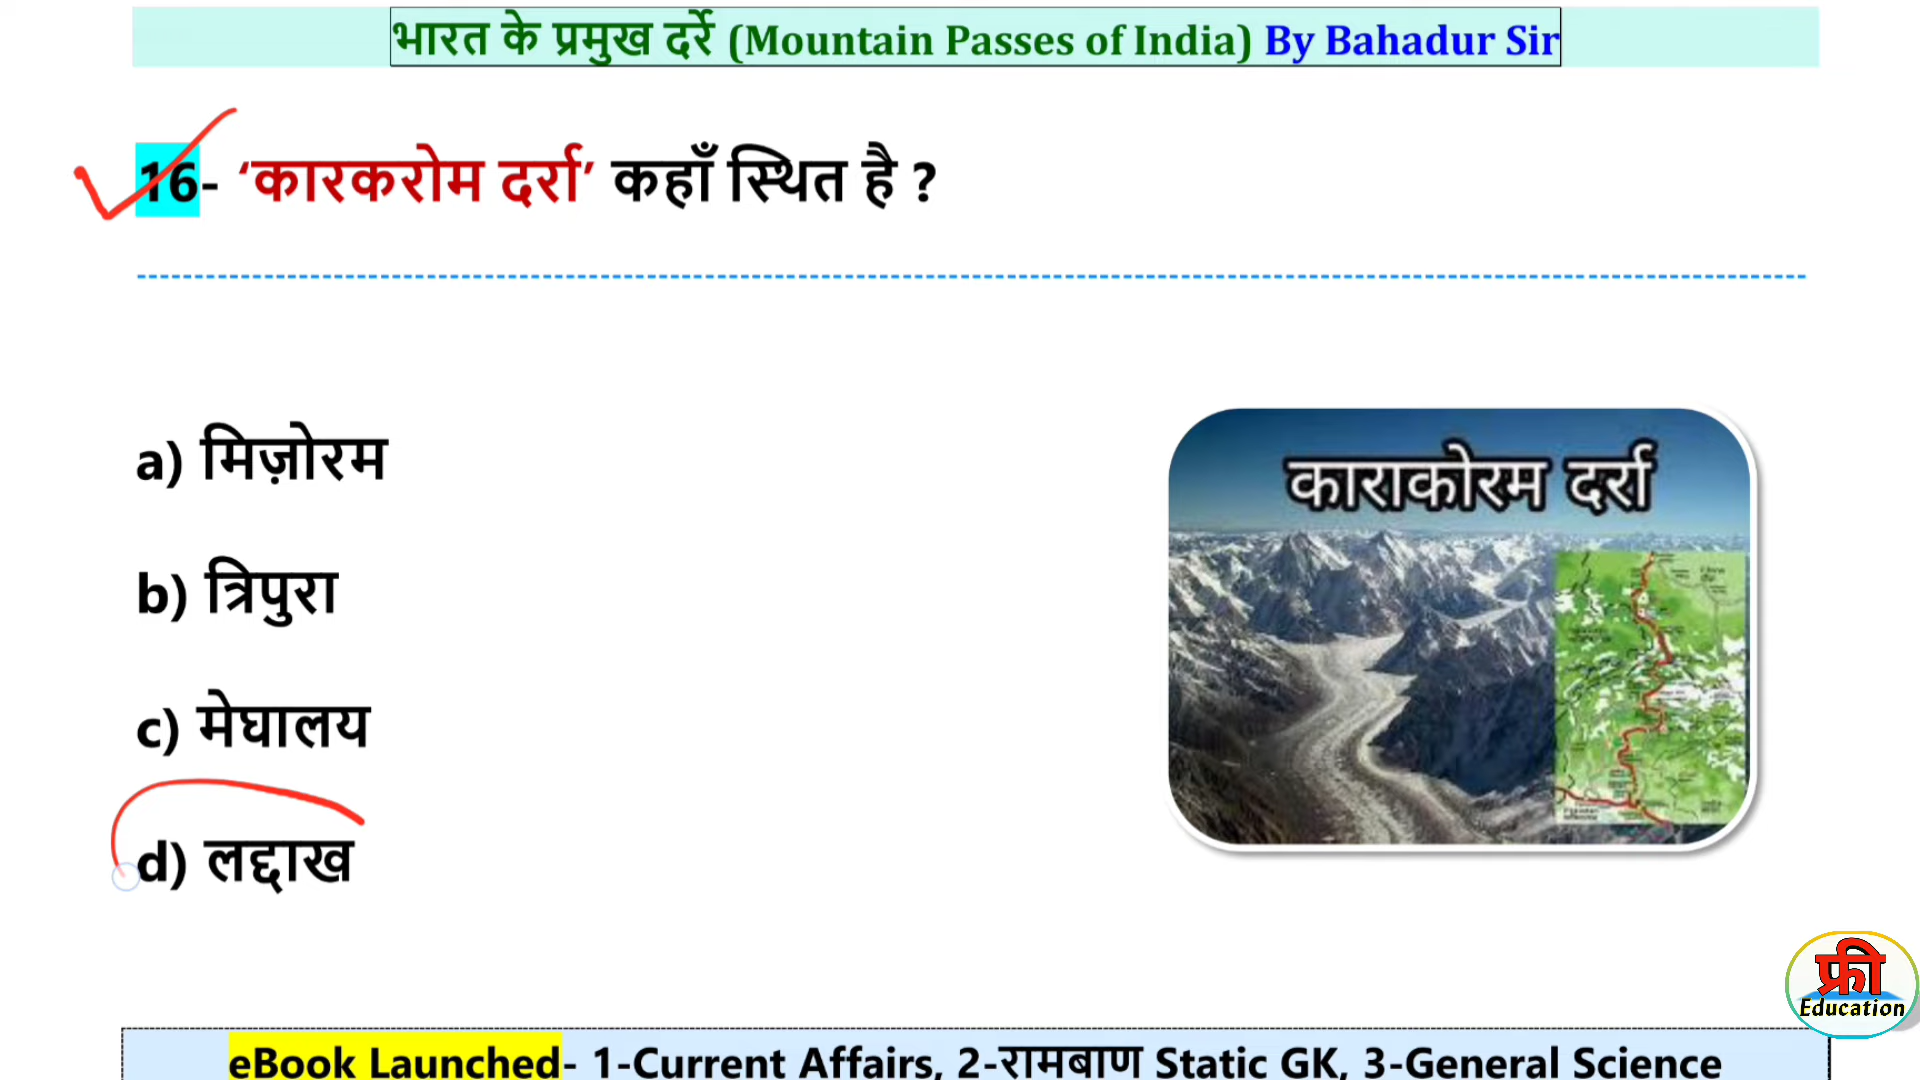 भारत के प्रमुख दर्रे (Mountain Passes of India) By Bahadur Sir
16- ‘कारकरोम दर्रा’ कहाँ स्थित है ?
a) मिज़ोरम
b) त्रिपुरा
c) मेघालय
d) लद्दाख
काराकोरम दर्रा
फ्री
Education
eBook Launched- 1-Current Affairs, 2-रामबाण Static GK, 3-General Science